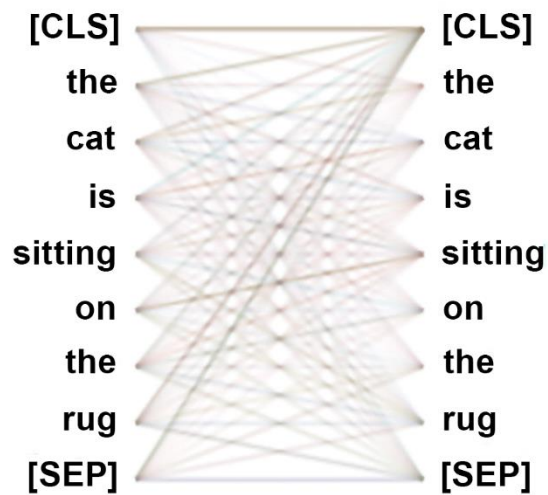 [CLS] [CLS]
the the
cat cat
is is
sitting sitting
on on
the the
rug rug
[SEP] [SEP]